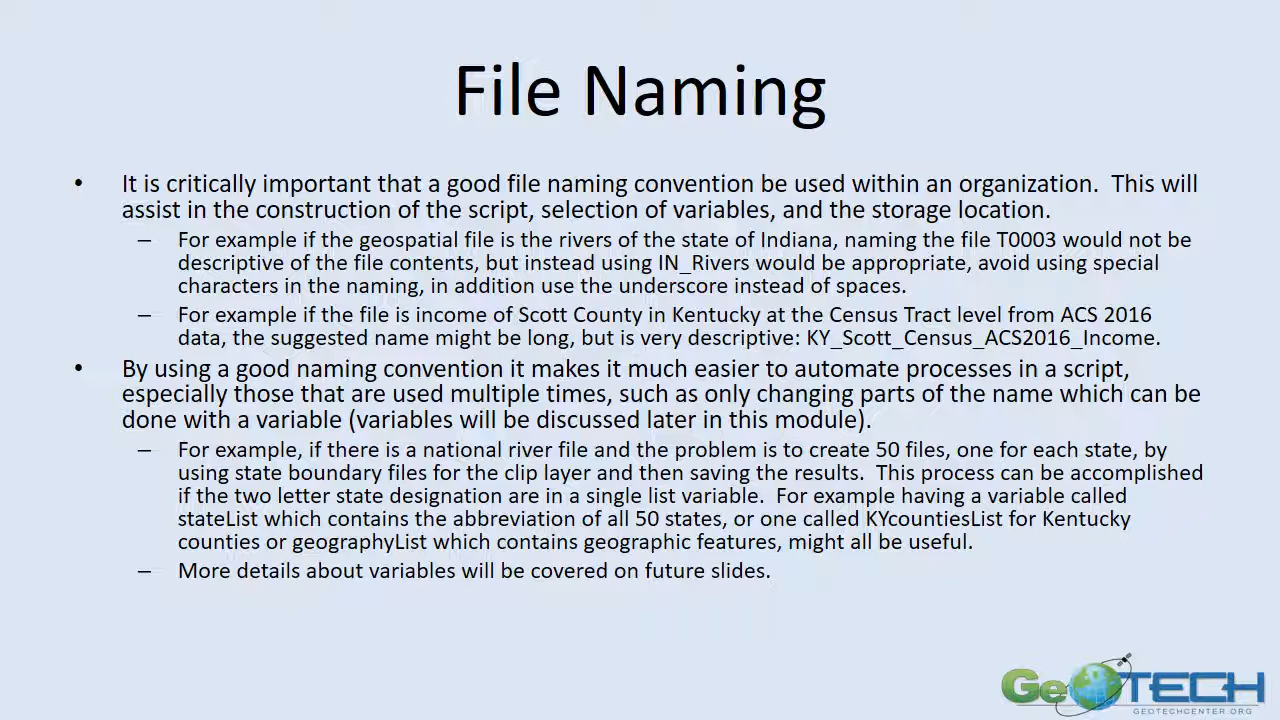 File Naming
• It is critically important that a good file naming convention be used within an organization.  This will
assist in the construction of the script, selection of variables, and the storage location.
– For example if the geospatial file is the rivers of the state of Indiana, naming the file T0003 would not be
descriptive of the file contents, but instead using IN_Rivers would be appropriate, avoid using special
characters in the naming, in addition use the underscore instead of spaces.
– For example if the file is income of Scott County in Kentucky at the Census Tract level from ACS 2016
data, the suggested name might be long, but is very descriptive: KY_Scott_Census_ACS2016_Income.
• By using a good naming convention it makes it much easier to automate processes in a script,
especially those that are used multiple times, such as only changing parts of the name which can be
done with a variable (variables will be discussed later in this module).
– For example, if there is a national river file and the problem is to create 50 files, one for each state, by
using state boundary files for the clip layer and then saving the results.  This process can be accomplished
if the two letter state designation are in a single list variable.  For example having a variable called
stateList which contains the abbreviation of all 50 states, or one called KYcountiesList for Kentucky
counties or geographyList which contains geographic features, might all be useful.
– More details about variables will be covered on future slides.
GeoTECH
GEOTECHCENTER.ORG